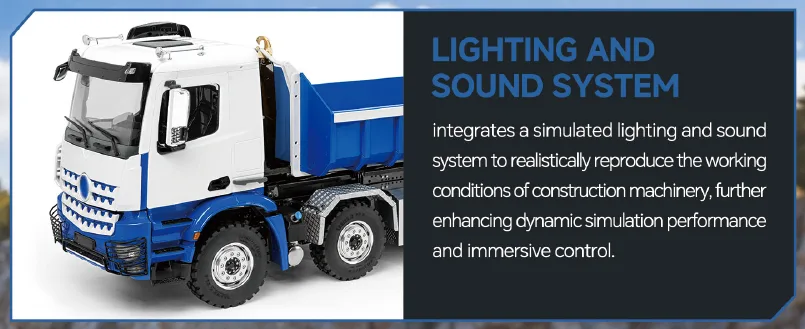 LIGHTING AND
SOUND SYSTEM
integrates a simulated lighting and sound
system to realistically reproduce the working
conditions of construction machinery, further
enhancing dynamic simulation performance
and immersive control.